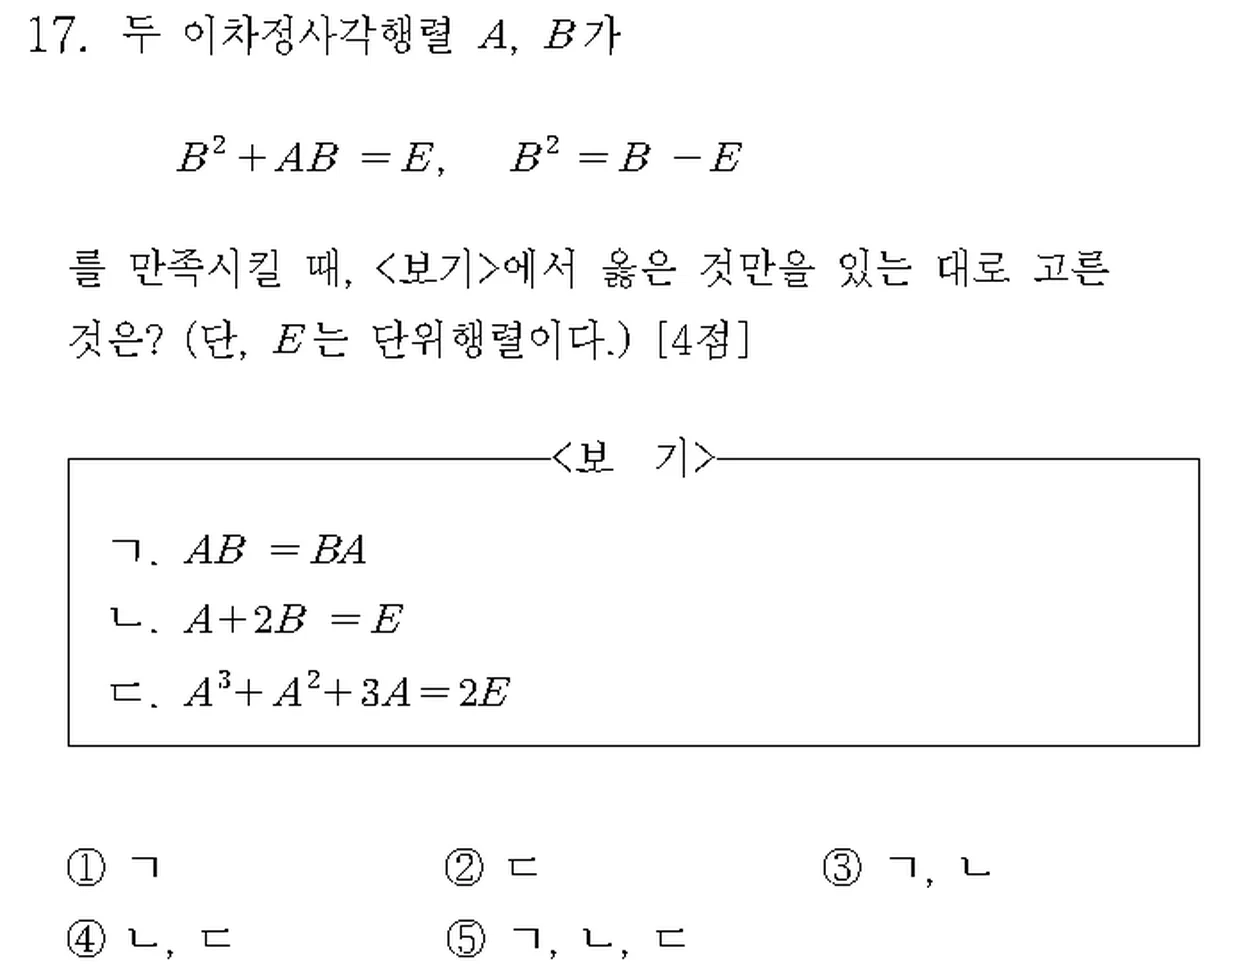 17. 두 이차정사각행렬 A, B가
B² + AB = E, B² = B - E
를 만족시킬 때, <보기>에서 옳은 것만을 있는 대로 고른
것은? (단, E는 단위행렬이다.) [4점]
<보 기>
ㄱ. AB = BA
ㄴ. A+2B = E
ㄷ. A³+A²+3A=2E
① ㄱ ② ㄷ ③ ㄱ, ㄴ
④ ㄴ, ㄷ ⑤ ㄱ, ㄴ, ㄷ